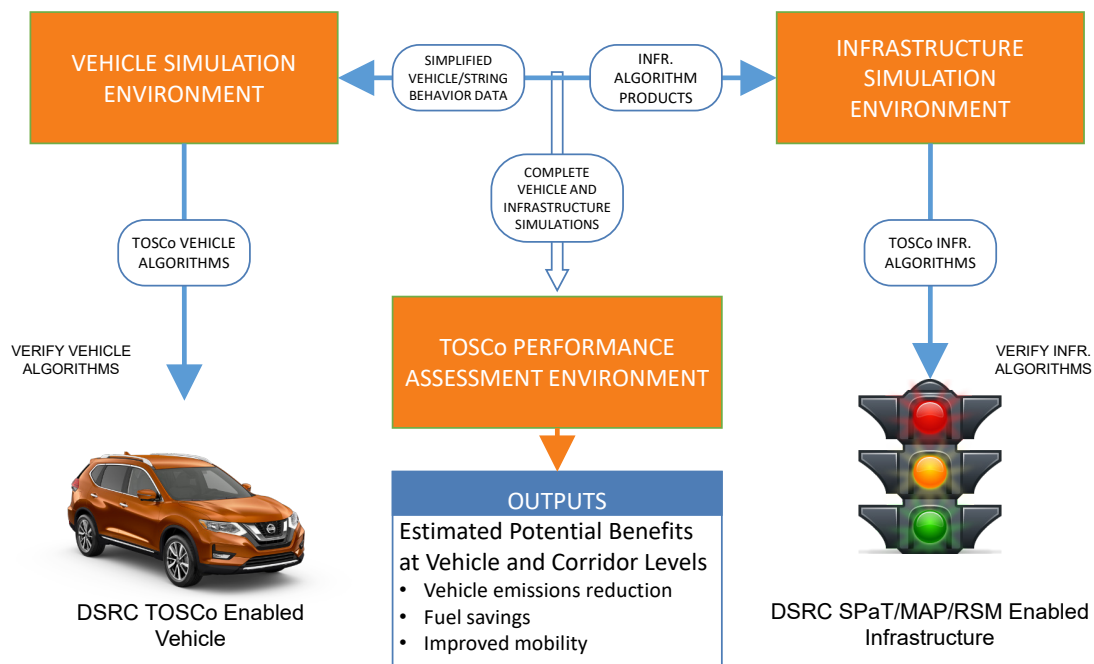 VEHICLE SIMULATION
ENVIRONMENT
SIMPLIFIED
VEHICLE/STRING
BEHAVIOR DATA
INFR.
ALGORITHM
PRODUCTS
INFRASTRUCTURE
SIMULATION
ENVIRONMENT
COMPLETE
VEHICLE AND
INFRASTRUCTURE
SIMULATIONS
TOSCo VEHICLE
ALGORITHMS
TOSCo INFR.
ALGORITHMS
VERIFY VEHICLE
ALGORITHMS
TOSCo PERFORMANCE
ASSESSMENT ENVIRONMENT
VERIFY INFR.
ALGORITHMS
OUTPUTS
Estimated Potential Benefits
at Vehicle and Corridor Levels
• Vehicle emissions reduction
• Fuel savings
• Improved mobility
DSRC TOSCo Enabled
Vehicle
DSRC SPaT/MAP/RSM Enabled
Infrastructure